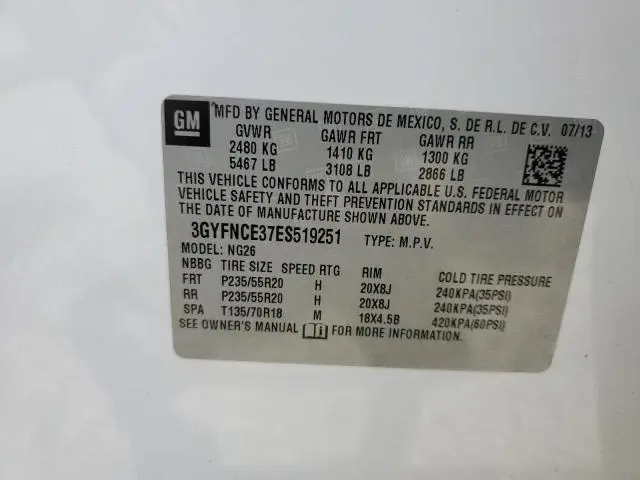 GM
MFD BY GENERAL MOTORS DE MEXICO, S. DE R.L. DE C.V. 07/13
GVWR GAWR FRT GAWR RR
2480 KG 1410 KG 1300 KG
5467 LB 3108 LB 2866 LB
THIS VEHICLE CONFORMS TO ALL APPLICABLE U.S. FEDERAL MOTOR
VEHICLE SAFETY AND THEFT PREVENTION STANDARDS IN EFFECT ON
THE DATE OF MANUFACTURE SHOWN ABOVE.
3GYFNCE37ES519251 TYPE: M.P.V.
MODEL: NG26
NBBG TIRE SIZE SPEED RTG RIM COLD TIRE PRESSURE
FRT P235/55R20 H 20X8J 240KPA(35PSI)
RR P235/55R20 H 20X8J 240KPA(35PSI)
SPA T135/70R18 M 18X4.5B 420KPA(60PSI)
SEE OWNER'S MANUAL FOR MORE INFORMATION.